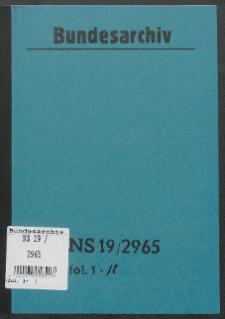 Bundesarchiv
Bundesarchiv
NS 19 /
2965
NS 19/2965
fol. 1-18